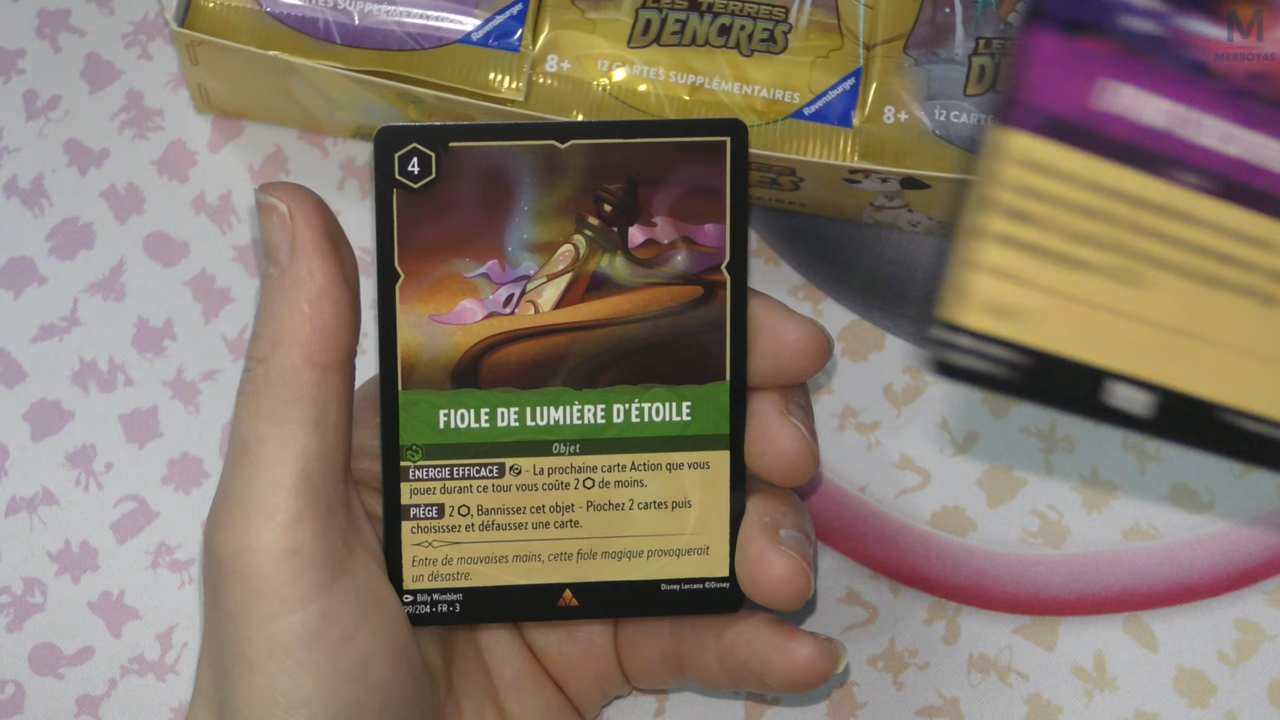 TES SUPPLÉMENTAIRES
Ravensburger
LES TERRES
D'ENCRES
8+
12 CARTES SUPPLÉMENTAIRES
Ravensburger
8+
12 CARTE
M
MRBBOY45
4
FIOLE DE LUMIÈRE D'ÉTOILE
Objet
ÉNERGIE EFFICACE - La prochaine carte Action que vous
jouez durant ce tour vous coûte 2 de moins.
PIÈGE 2, Bannissez cet objet - Piochez 2 cartes puis
choisissez et défaussez une carte.
Entre de mauvaises mains, cette fiole magique provoquerait
un désastre.
Billy Wimblett
99/204 • FR • 3
Disney Lorcana ©Disney